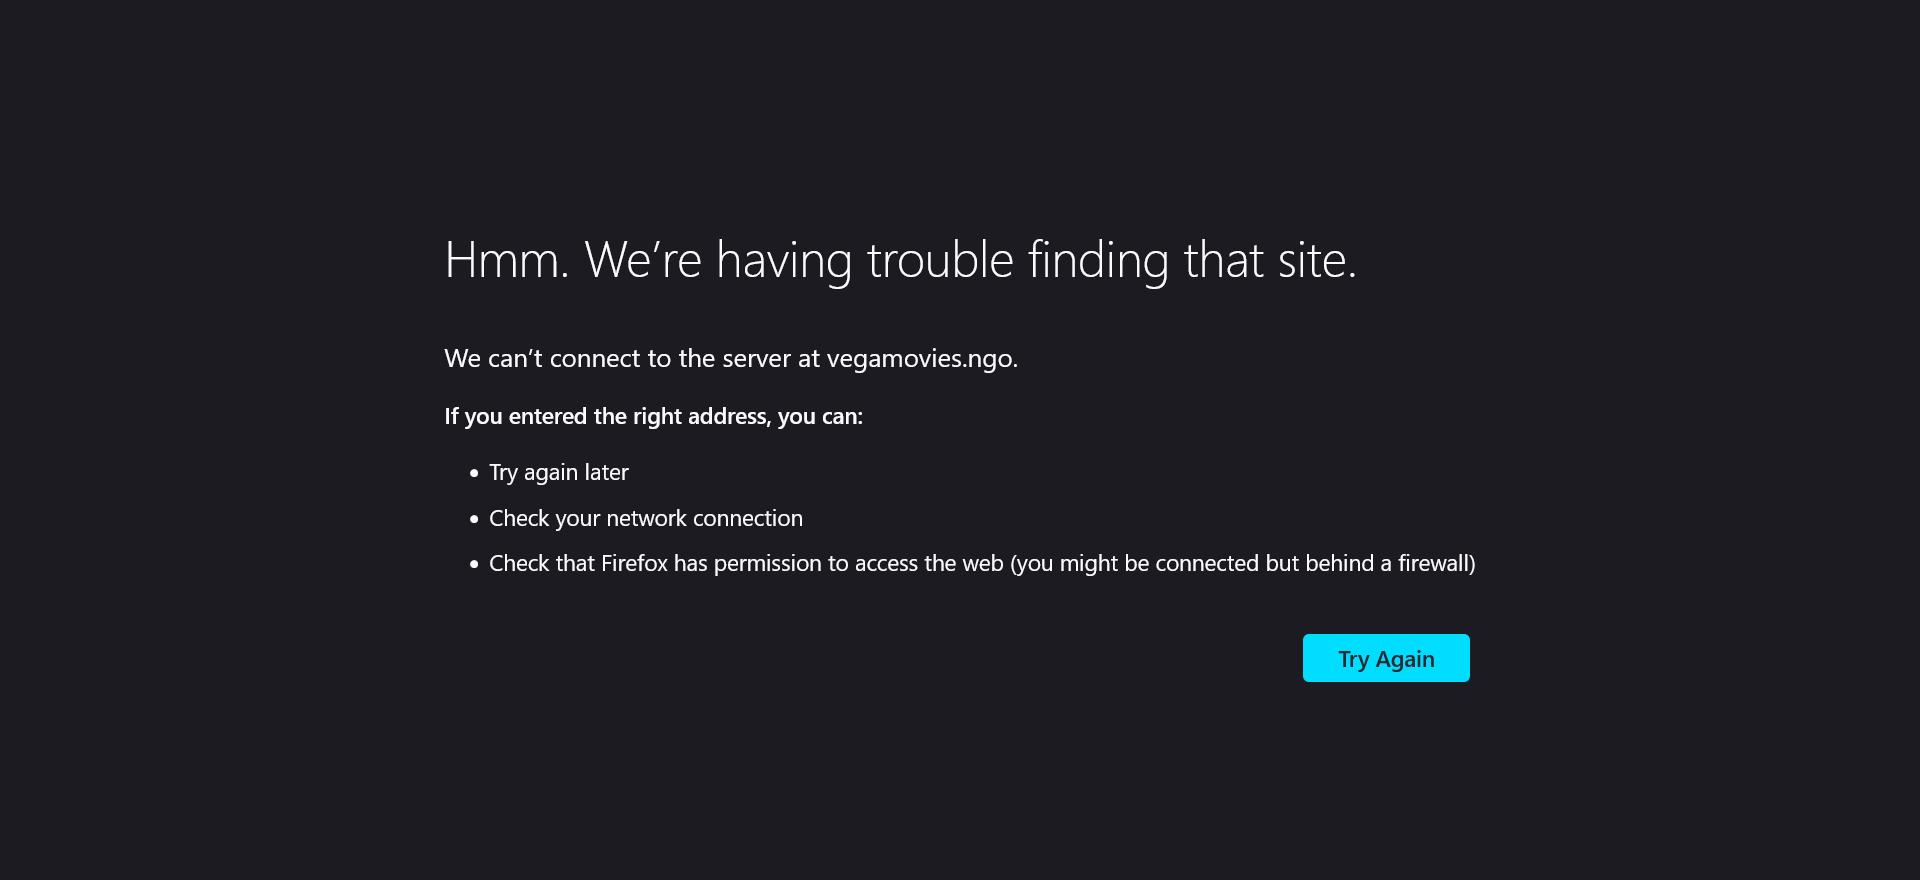 Hmm. We’re having trouble finding that site.
We can’t connect to the server at vegamovies.ngo.
If you entered the right address, you can:
• Try again later
• Check your network connection
• Check that Firefox has permission to access the web (you might be connected but behind a firewall)
Try Again